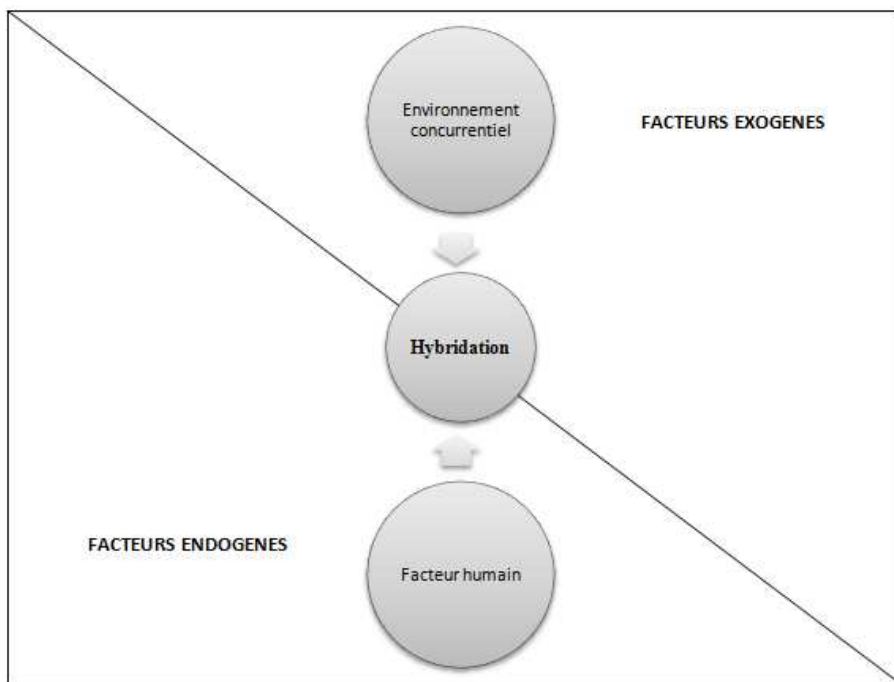 Environnement
concurrentiel
FACTEURS EXOGENES
Hybridation
FACTEURS ENDOGENES
Facteur humain